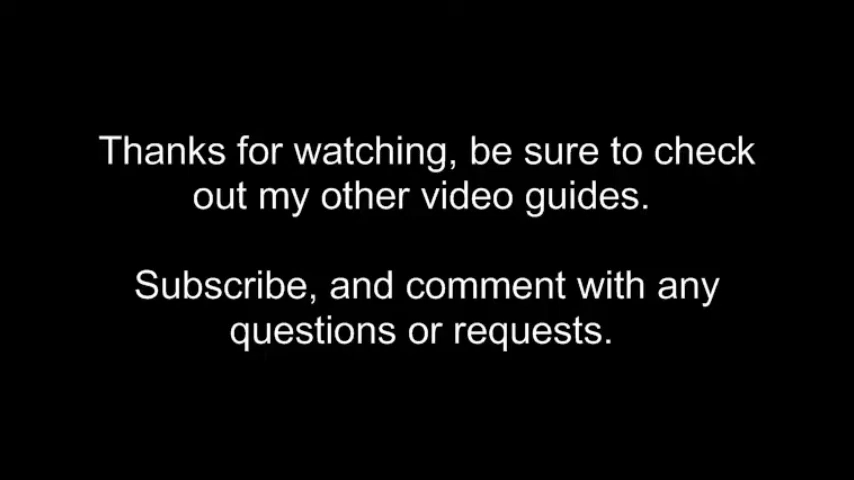 Thanks for watching, be sure to check
out my other video guides.
Subscribe, and comment with any
questions or requests.